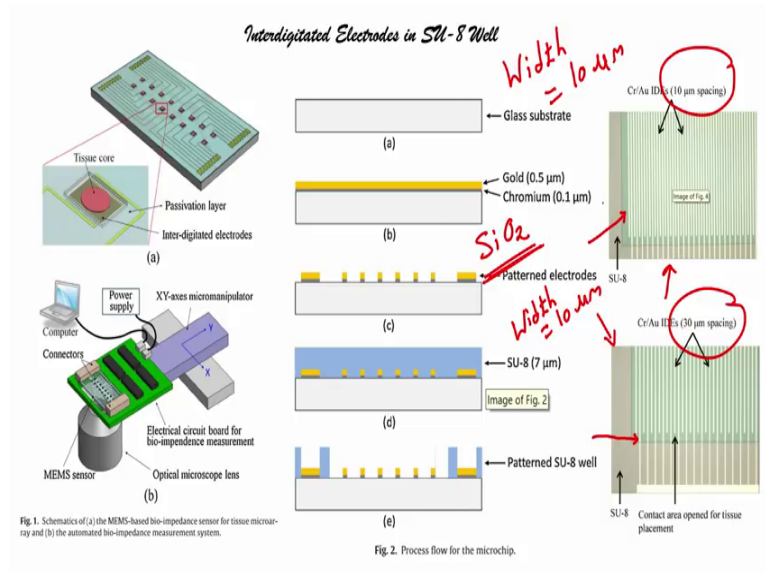 Interdigitated Electrodes in SU-8 Well
Tissue core
Passivation layer
Inter-digitated electrodes
(a)
Power
supply
XY-axes micromanipulator
Computer
Connectors
Y
X
Electrical circuit board for
bio-impendence measurement
MEMS sensor
Optical microscope lens
(b)
Fig. 1. Schematics of (a) the MEMS-based bio-impedance sensor for tissue microar-
ray and (b) the automated bio-impedance measurement system.
Glass substrate
(a)
Gold (0.5 µm)
Chromium (0.1 µm)
(b)
SiO2
Patterned electrodes
(c)
SU-8 (7 µm)
Image of Fig. 2
(d)
Patterned SU-8 well
(e)
Fig. 2. Process flow for the microchip.
Width
= 10 µm
Cr/Au IDEs (10 µm spacing)
Image of Fig. 4
SU-8
Width
= 10 µm
Cr/Au IDEs (30 µm spacing)
SU-8
Contact area opened for tissue
placement